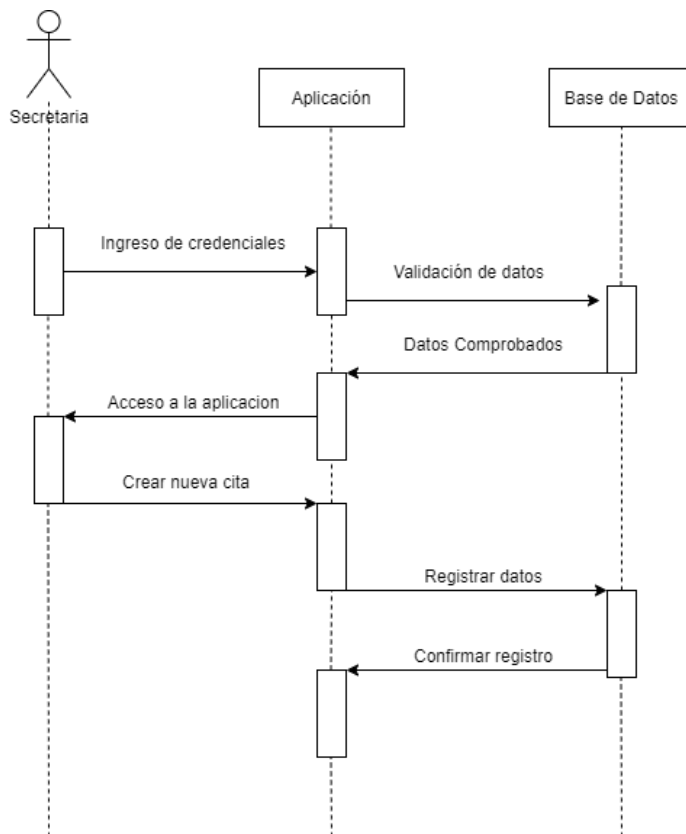 Secretaria
Aplicación
Base de Datos
Ingreso de credenciales
Validación de datos
Datos Comprobados
Acceso a la aplicacion
Crear nueva cita
Registrar datos
Confirmar registro